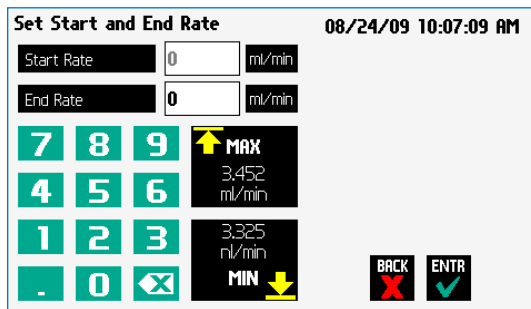 Set Start and End Rate 08/24/09 10:07:09 AM
Start Rate 0 ml/min
End Rate 0 ml/min
7 8 9
MAX
3.452
ml/min
4 5 6
1 2 3
3.325
nl/min
MIN
. 0 X
BACK ENTR